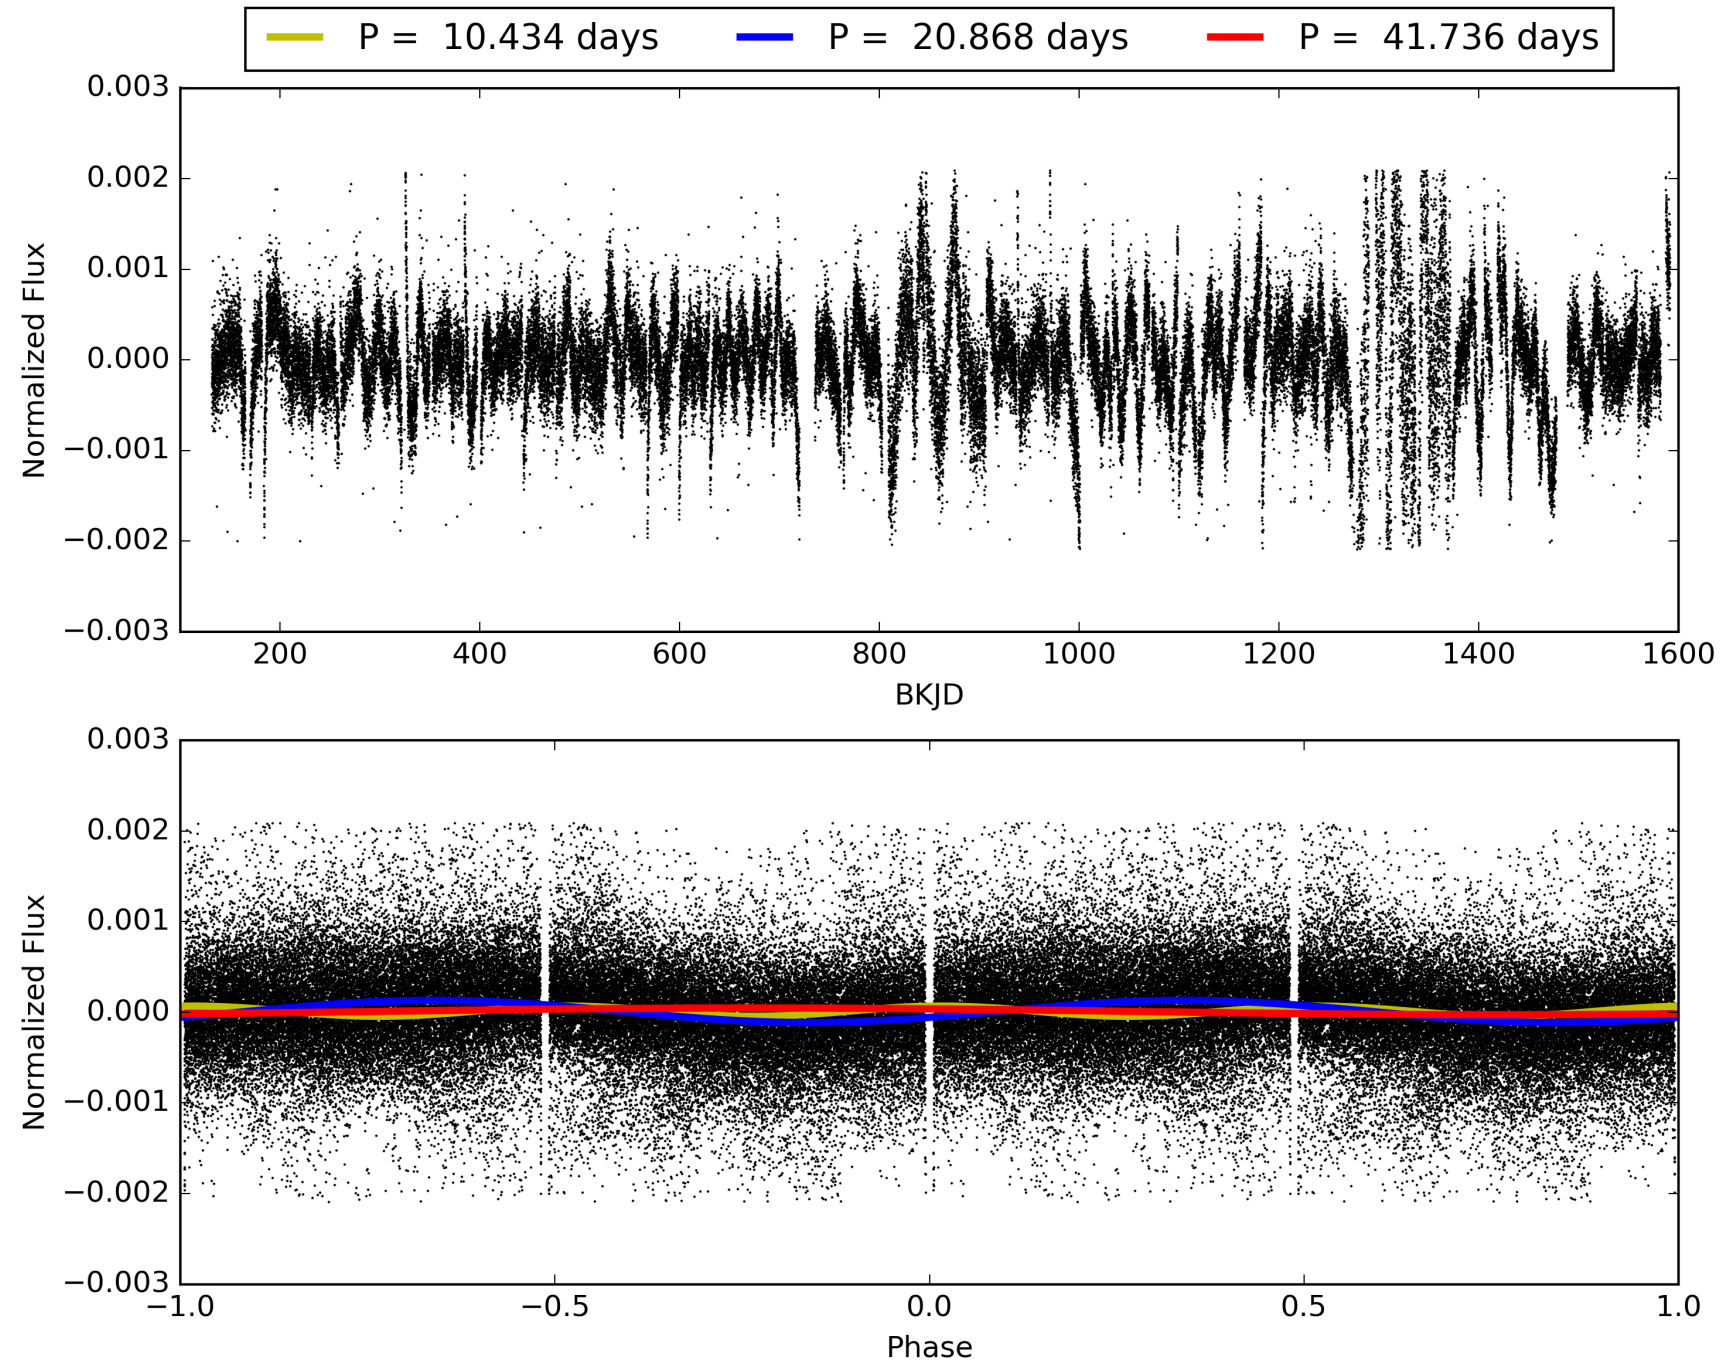 P = 10.434 days P = 20.868 days P = 41.736 days
0.003
0.002
0.001
0.000
−0.001
−0.002
−0.003
Normalized Flux
200 400 600 800 1000 1200 1400 1600
BKJD
0.003
0.002
0.001
0.000
−0.001
−0.002
−0.003
Normalized Flux
−1.0 −0.5 0.0 0.5 1.0
Phase